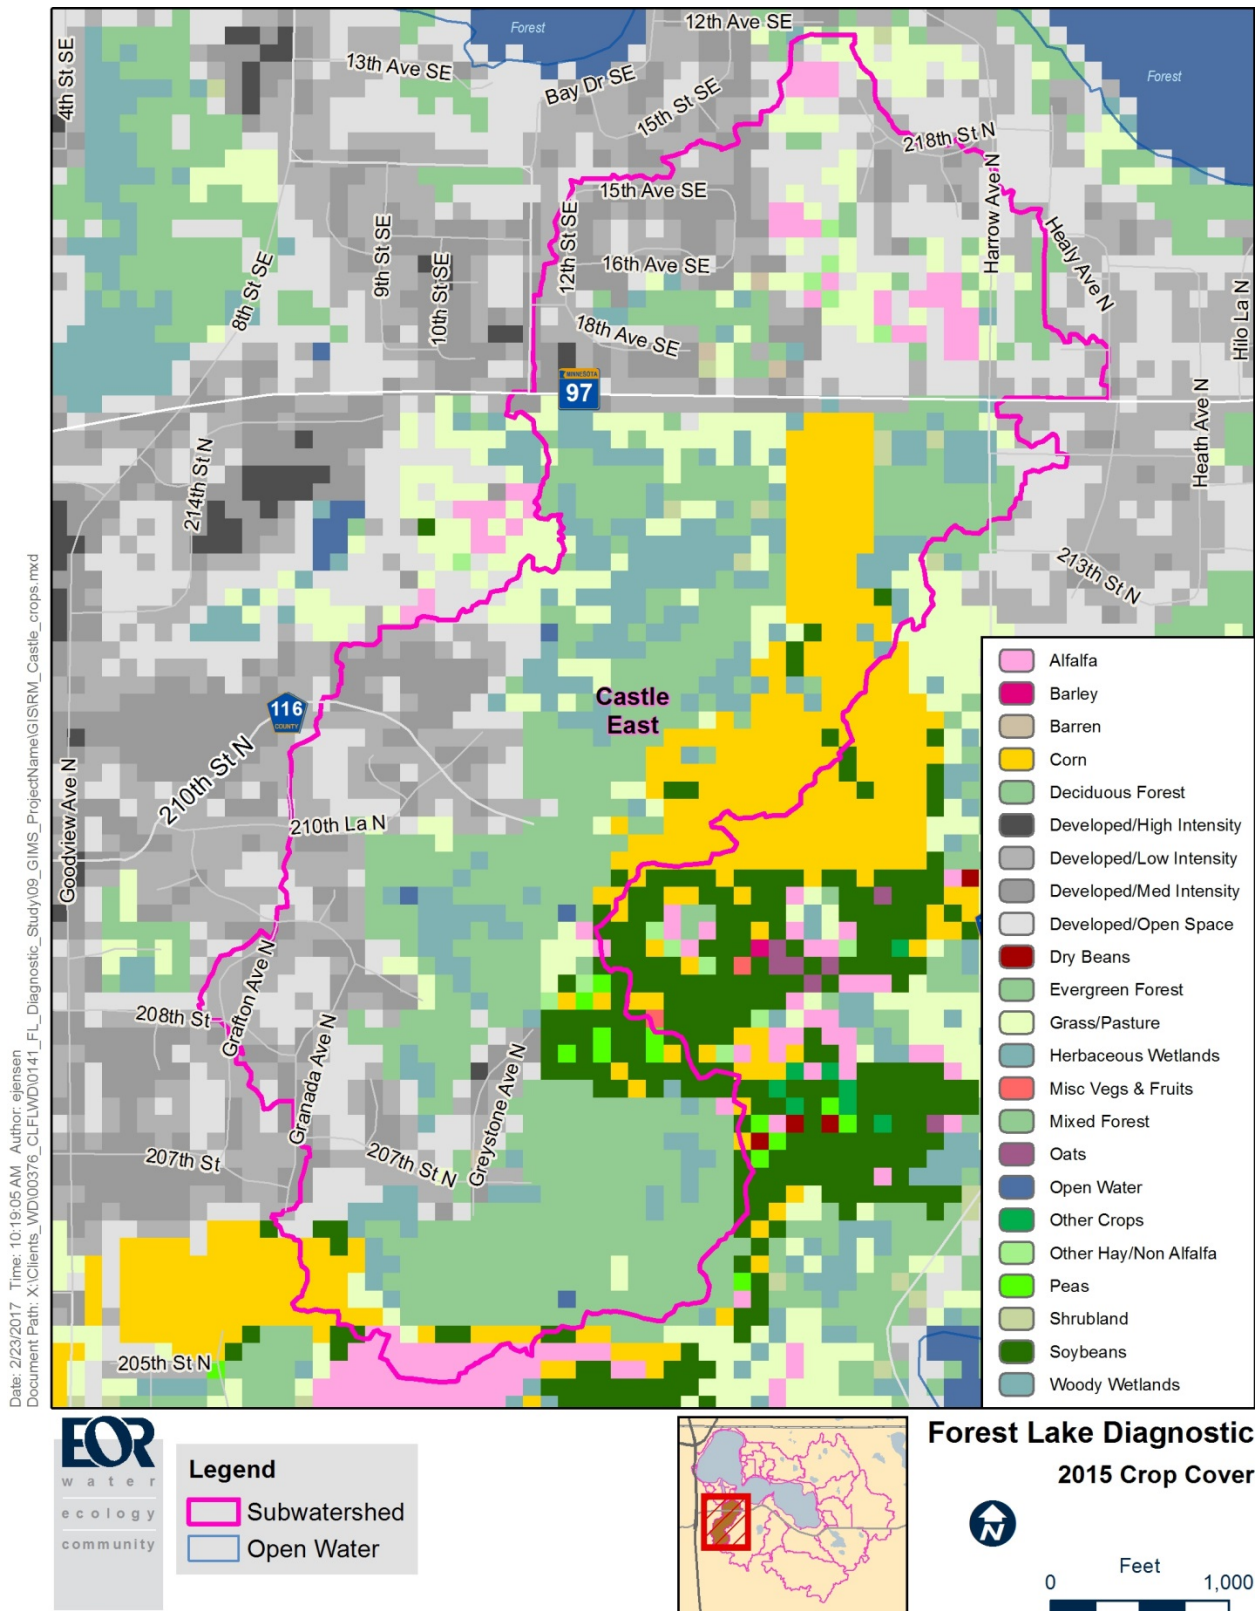 Forest
12th Ave SE
Forest
4th St SE
13th Ave SE
Bay Dr SE
15th St SE
218th St N
15th Ave SE
12th St SE
Harrow Ave N
Healy Ave N
9th St SE
10th St SE
16th Ave SE
8th St SE
18th Ave SE
Hilo La N
MINNESOTA
97
Heath Ave N
214th St N
213th St N
Castle
East
116
COUNTY
210th St N
Goodview Ave N
210th La N
208th St
Grafton Ave N
Granada Ave N
Greystone Ave N
207th St
207th St N
205th St N
Alfalfa
Barley
Barren
Corn
Deciduous Forest
Developed/High Intensity
Developed/Low Intensity
Developed/Med Intensity
Developed/Open Space
Dry Beans
Evergreen Forest
Grass/Pasture
Herbaceous Wetlands
Misc Vegs & Fruits
Mixed Forest
Oats
Open Water
Other Crops
Other Hay/Non Alfalfa
Peas
Shrubland
Soybeans
Woody Wetlands
Date: 2/23/2017 Time: 10:19:05 AM Author: ejensen
Document Path: X:\Clients_WD\00376_CLFLWD\0141_FL_Diagnostic_Study\09_GIMS_ProjectName\GIS\RM_Castle_crops.mxd
EOR
water
ecology
community
Legend
Subwatershed
Open Water
Forest Lake Diagnostic
2015 Crop Cover
N
Feet
0 1,000